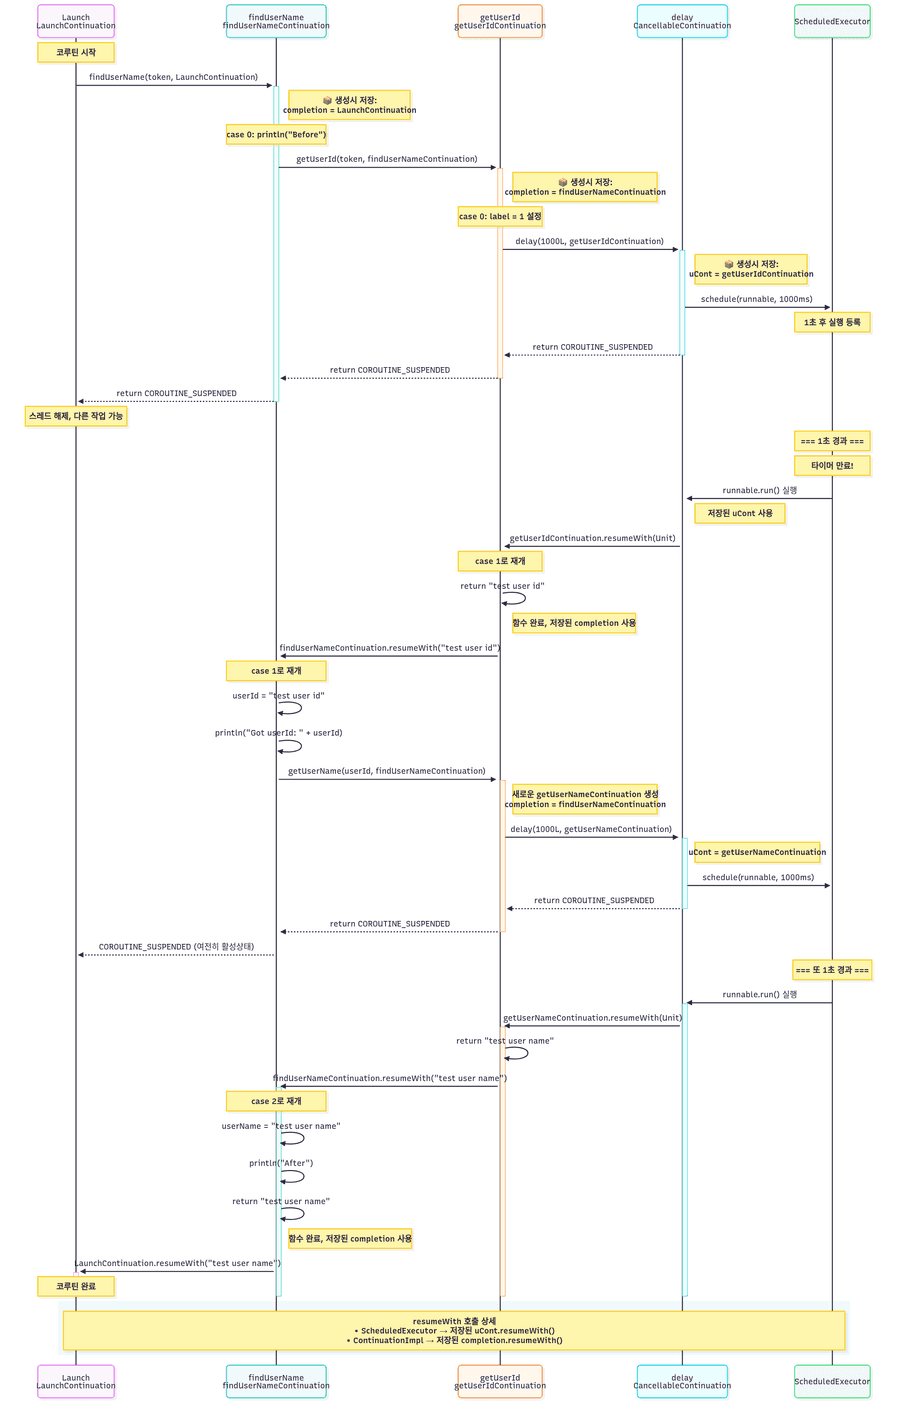 Launch
LaunchContinuation
findUserName
findUserNameContinuation
getUserId
getUserIdContinuation
delay
CancellableContinuation
ScheduledExecutor
코루틴 시작
findUserName(token, LaunchContinuation)
📦 생성시 저장:
completion = LaunchContinuation
case 0: println("Before")
getUserId(token, findUserNameContinuation)
📦 생성시 저장:
completion = findUserNameContinuation
case 0: label = 1 설정
delay(1000L, getUserIdContinuation)
📦 생성시 저장:
uCont = getUserIdContinuation
schedule(runnable, 1000ms)
1초 후 실행 등록
return COROUTINE_SUSPENDED
return COROUTINE_SUSPENDED
return COROUTINE_SUSPENDED
스레드 해제, 다른 작업 가능
=== 1초 경과 ===
타이머 만료!
runnable.run() 실행
저장된 uCont 사용
getUserIdContinuation.resumeWith(Unit)
case 1로 재개
return "test user id"
함수 완료, 저장된 completion 사용
findUserNameContinuation.resumeWith("test user id")
case 1로 재개
userId = "test user id"
println("Got userId: " + userId)
getUserName(userId, findUserNameContinuation)
새로운 getUserNameContinuation 생성
completion = findUserNameContinuation
delay(1000L, getUserNameContinuation)
uCont = getUserNameContinuation
schedule(runnable, 1000ms)
return COROUTINE_SUSPENDED
return COROUTINE_SUSPENDED
COROUTINE_SUSPENDED (여전히 활성상태)
=== 또 1초 경과 ===
runnable.run() 실행
getUserNameContinuation.resumeWith(Unit)
return "test user name"
findUserNameContinuation.resumeWith("test user name")
case 2로 재개
userName = "test user name"
println("After")
return "test user name"
함수 완료, 저장된 completion 사용
LaunchContinuation.resumeWith("test user name")
코루틴 완료
resumeWith 호출 상세
• ScheduledExecutor → 저장된 uCont.resumeWith()
• ContinuationImpl → 저장된 completion.resumeWith()
Launch
LaunchContinuation
findUserName
findUserNameContinuation
getUserId
getUserIdContinuation
delay
CancellableContinuation
ScheduledExecutor